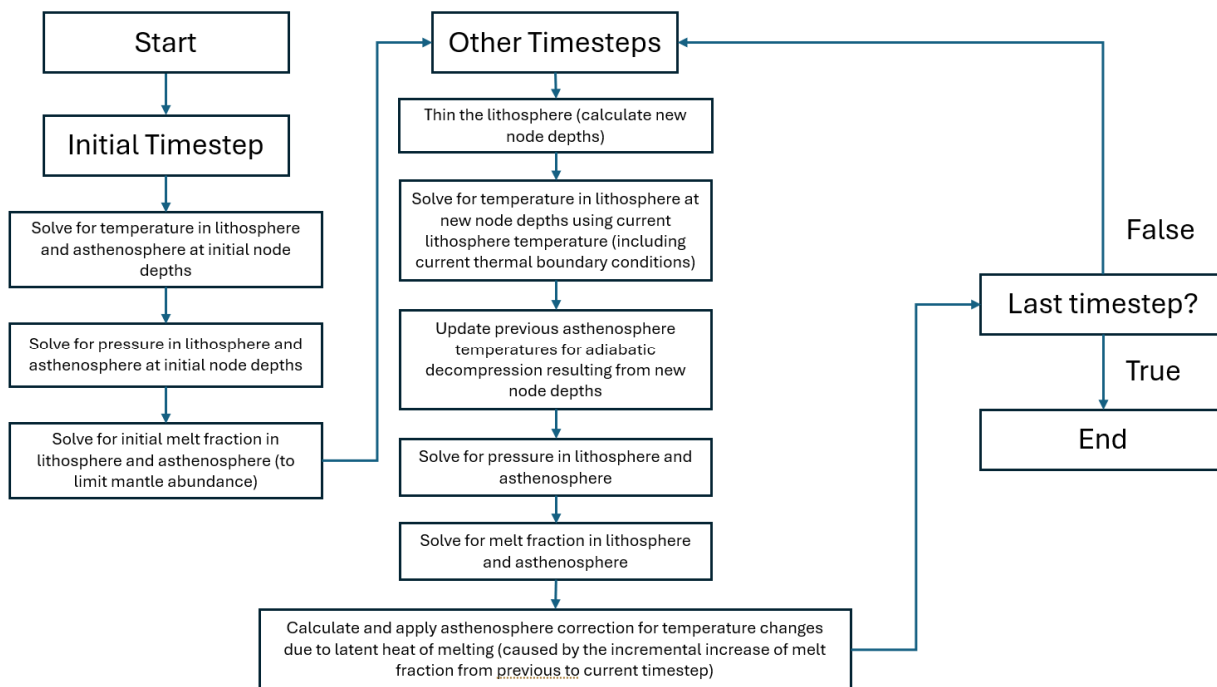 Start
Initial Timestep
Solve for temperature in lithosphere
and asthenosphere at initial node
depths
Solve for pressure in lithosphere and
asthenosphere at initial node depths
Solve for initial melt fraction in
lithosphere and asthenosphere (to
limit mantle abundance)
Other Timesteps
Thin the lithosphere (calculate new
node depths)
Solve for temperature in lithosphere at
new node depths using current
lithosphere temperature (including
current thermal boundary conditions)
Update previous asthenosphere
temperatures for adiabatic
decompression resulting from new
node depths
Solve for pressure in lithosphere and
asthenosphere
Solve for melt fraction in lithosphere
and asthenosphere
Calculate and apply asthenosphere correction for temperature changes
due to latent heat of melting (caused by the incremental increase of melt
fraction from previous to current timestep)
False
Last timestep?
True
End